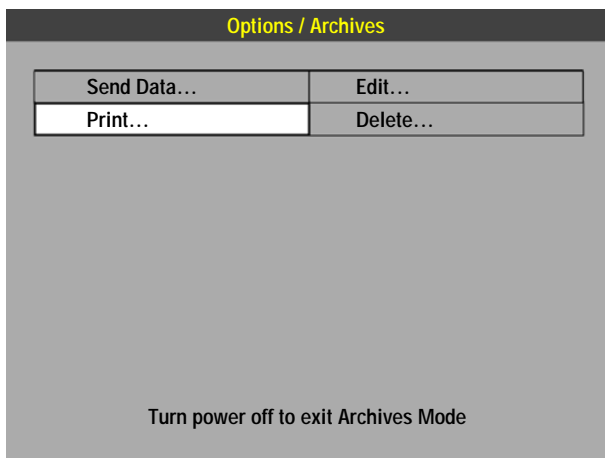 Options / Archives
Send Data… Edit…
Print… Delete…
Turn power off to exit Archives Mode